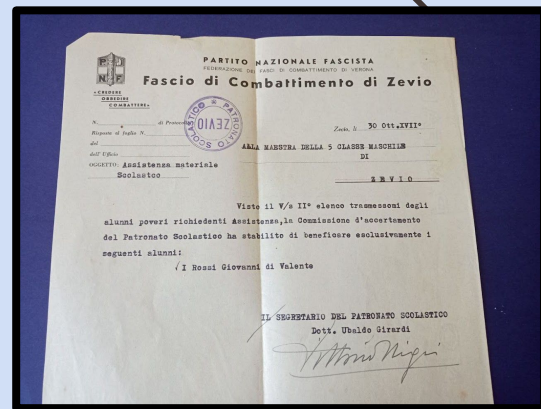 P N F
«CREDERE
OBBEDIRE
COMBATTERE»
PARTITO NAZIONALE FASCISTA
FEDERAZIONE DEI FASCI DI COMBATTIMENTO DI VERONA
Fascio di Combattimento di Zevio
N. di Protocollo
Risposta al foglio N.
del
dell'Ufficio
OGGETTO: Assistenza materiale
Scolastco
PATRONATO SCOLASTICO
ZEVIO
Zevio, li 30 Ott.XVII°
ALLA MAESTRA DELLA 5 CLASSE MASCHILE
DI
ZEVIO
Visto il V/s II° elenco trasmessoni degli
alunni poveri richiedenti Assistenza,la Commissione d'accertamento
del Patronato Scolastico ha stabilito di beneficare esclusivamente i
seguenti alunni:
I Rossi Giovanni di Valente
IL SEGRETARIO DEL PATRONATO SCOLASTICO
Dott. Ubaldo Girardi